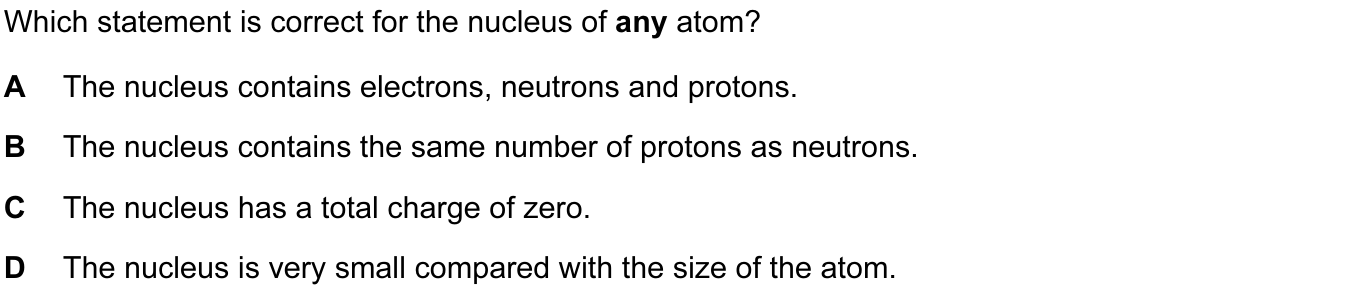 Which statement is correct for the nucleus of any atom?
A The nucleus contains electrons, neutrons and protons.
B The nucleus contains the same number of protons as neutrons.
C The nucleus has a total charge of zero.
D The nucleus is very small compared with the size of the atom.